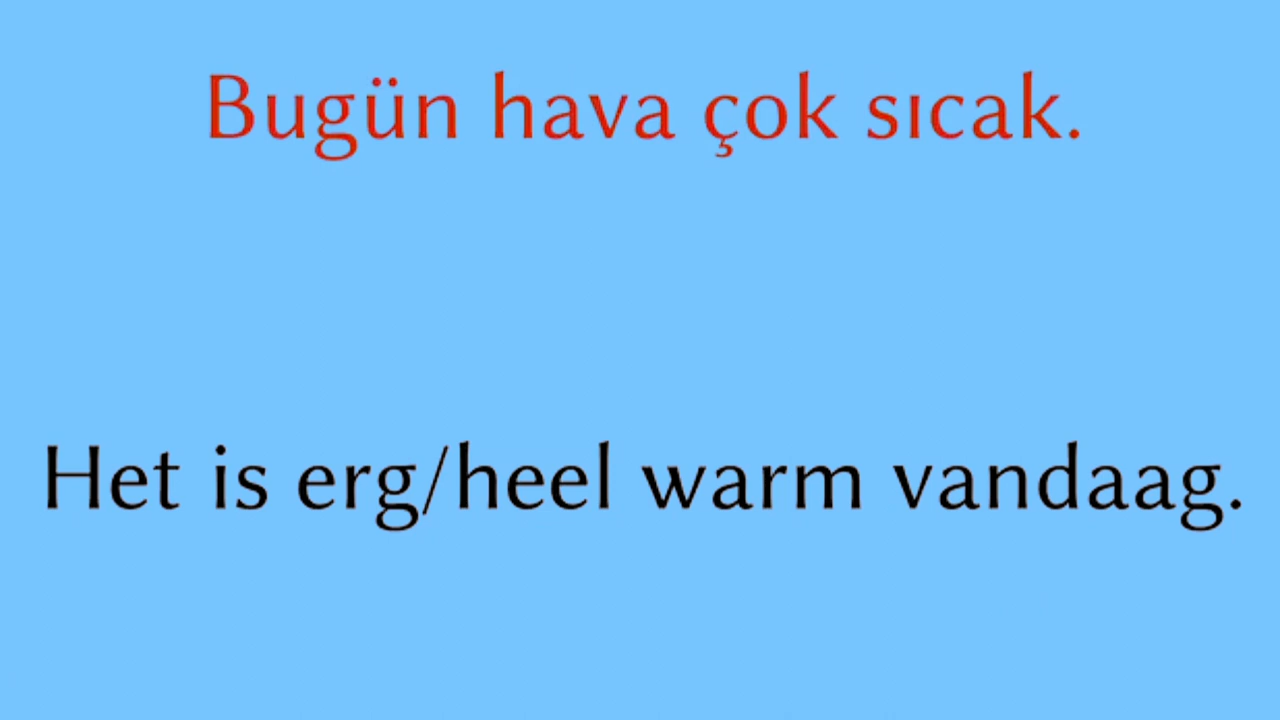 Bugün hava çok sıcak.
Het is erg/heel warm vandaag.